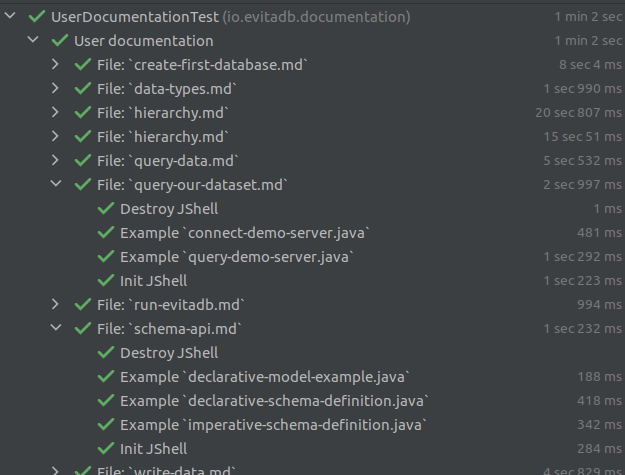 UserDocumentationTest (io.evitadb.documentation) 1 min 2 sec
User documentation 1 min 2 sec
File: `create-first-database.md` 8 sec 4 ms
File: `data-types.md` 1 sec 990 ms
File: `hierarchy.md` 20 sec 807 ms
File: `hierarchy.md` 15 sec 51 ms
File: `query-data.md` 5 sec 532 ms
File: `query-our-dataset.md` 2 sec 997 ms
Destroy JShell 1 ms
Example `connect-demo-server.java` 481 ms
Example `query-demo-server.java` 1 sec 292 ms
Init JShell 1 sec 223 ms
File: `run-evitadb.md` 994 ms
File: `schema-api.md` 1 sec 232 ms
Destroy JShell
Example `declarative-model-example.java` 188 ms
Example `declarative-schema-definition.java` 418 ms
Example `imperative-schema-definition.java` 342 ms
Init JShell 284 ms
File: `write-data.md` 4 sec 829 ms